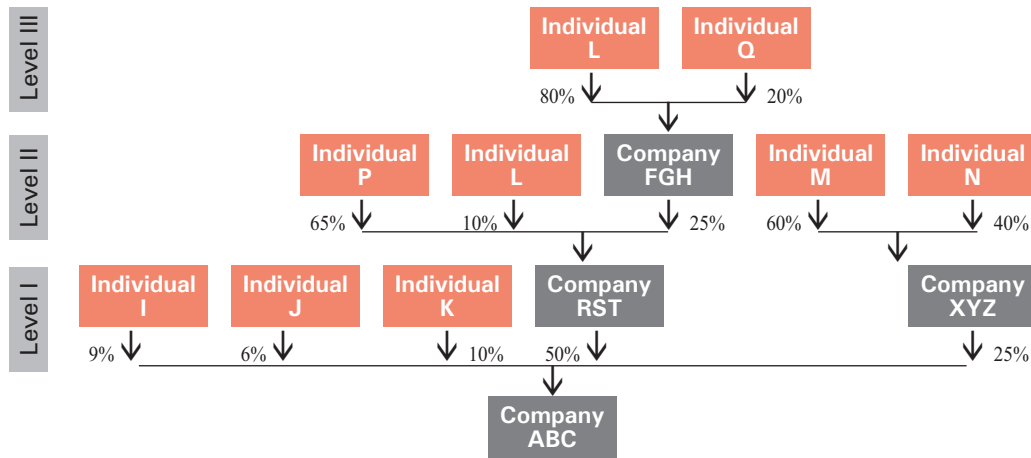 Level III
Individual
L
Individual
Q
80%
20%
Level II
Individual
P
Individual
L
Company
FGH
Individual
M
Individual
N
65%
10%
25%
60%
40%
Level I
Individual
I
Individual
J
Individual
K
Company
RST
Company
XYZ
9%
6%
10%
50%
25%
Company
ABC